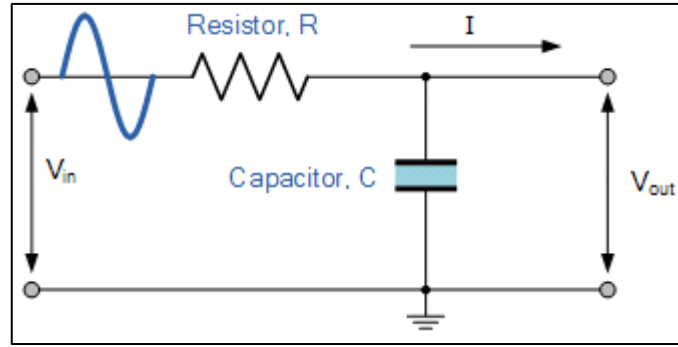 Resistor, R
I
Vin
Capacitor, C
Vout